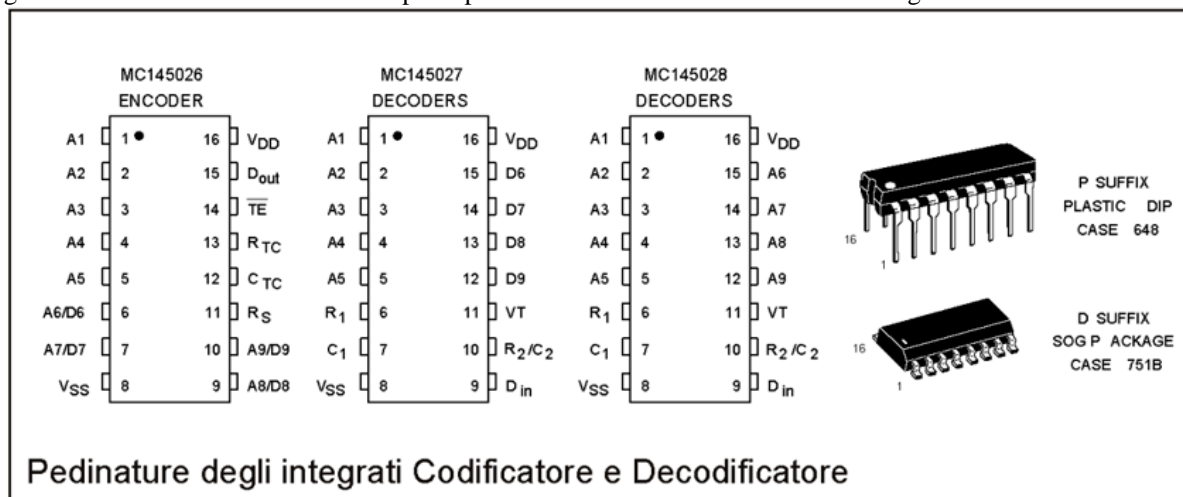 MC145026
ENCODER
A1 1 16 VDD
A2 2 15 Dout
A3 3 14 TE
A4 4 13 RTC
A5 5 12 CTC
A6/D6 6 11 RS
A7/D7 7 10 A9/D9
VSS 8 9 A8/D8
MC145027
DECODERS
A1 1 16 VDD
A2 2 15 D6
A3 3 14 D7
A4 4 13 D8
A5 5 12 D9
R1 6 11 VT
C1 7 10 R2/C2
VSS 8 9 Din
MC145028
DECODERS
A1 1 16 VDD
A2 2 15 A6
A3 3 14 A7
A4 4 13 A8
A5 5 12 A9
R1 6 11 VT
C1 7 10 R2/C2
VSS 8 9 Din
16
1
P SUFFIX
PLASTIC DIP
CASE 648
16
1
D SUFFIX
SOG P ACKAGE
CASE 751B
Pedinature degli integrati Codificatore e Decodificatore